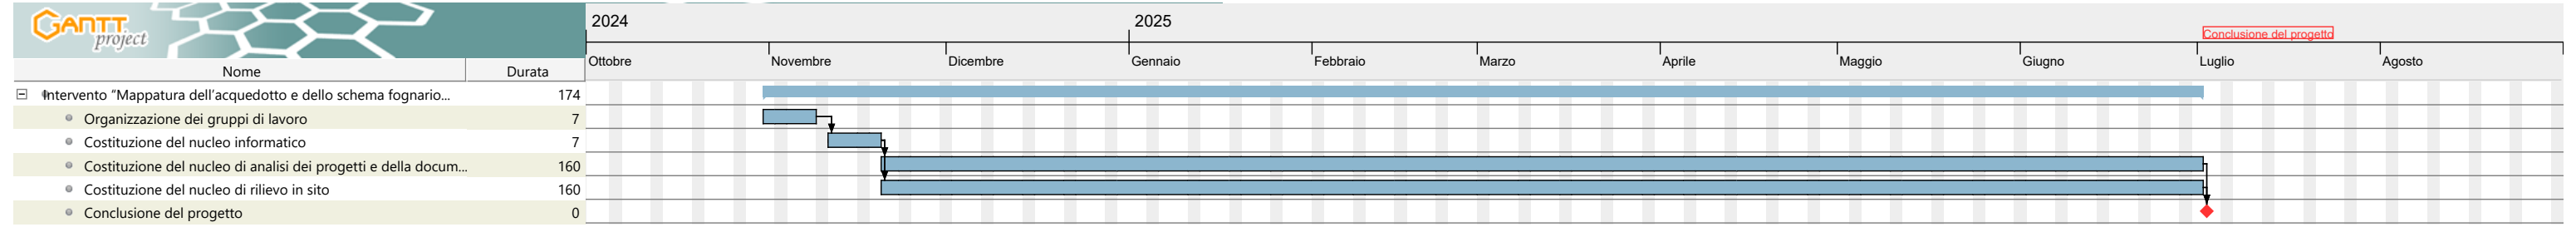 GANTT
project
2024
2025
Conclusione del progetto
Ottobre
Novembre
Dicembre
Gennaio
Febbraio
Marzo
Aprile
Maggio
Giugno
Luglio
Agosto
Nome
Durata
Intervento “Mappatura dell'acquedotto e dello schema fognario...
174
Organizzazione dei gruppi di lavoro
7
Costituzione del nucleo informatico
7
Costituzione del nucleo di analisi dei progetti e della docum...
160
Costituzione del nucleo di rilievo in sito
160
Conclusione del progetto
0